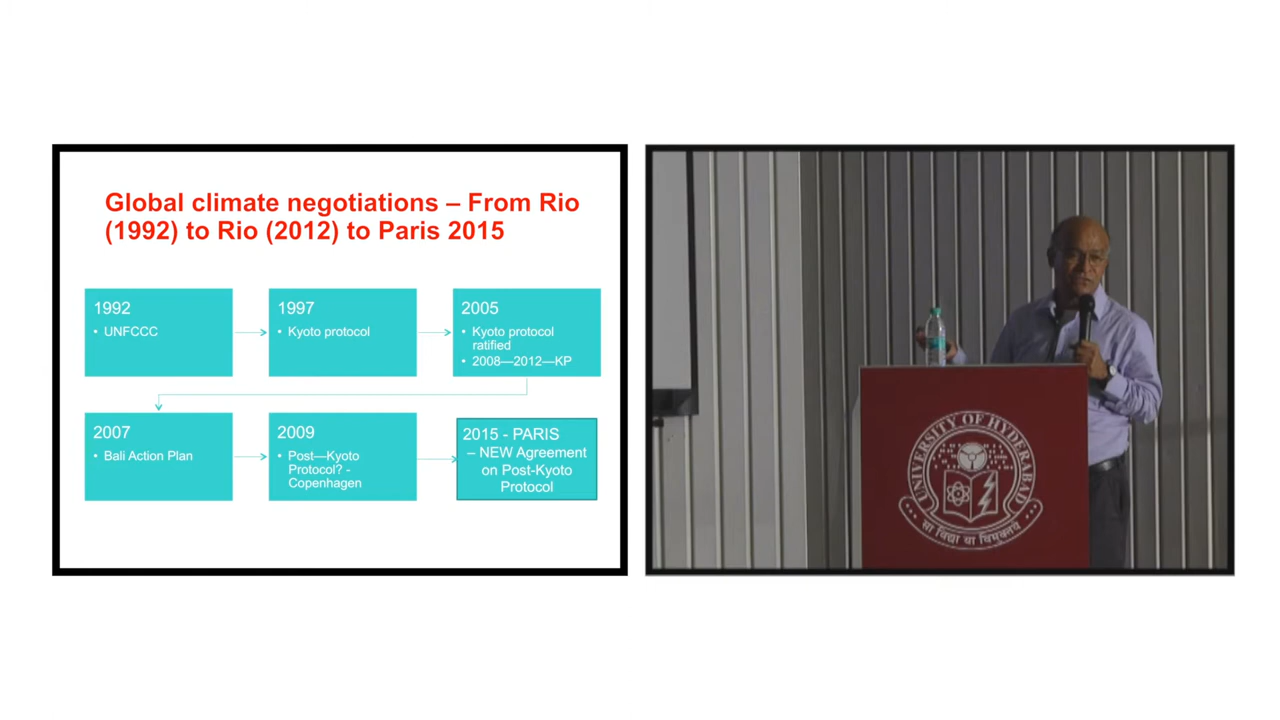 Global climate negotiations – From Rio
(1992) to Rio (2012) to Paris 2015
1992
• UNFCCC
1997
• Kyoto protocol
2005
• Kyoto protocol
ratified
• 2008—2012—KP
2007
• Bali Action Plan
2009
• Post—Kyoto
Protocol? -
Copenhagen
2015 - PARIS
– NEW Agreement
on Post-Kyoto
Protocol
UNIVERSITY OF HYDERABAD
सा विद्या या विमुक्तये